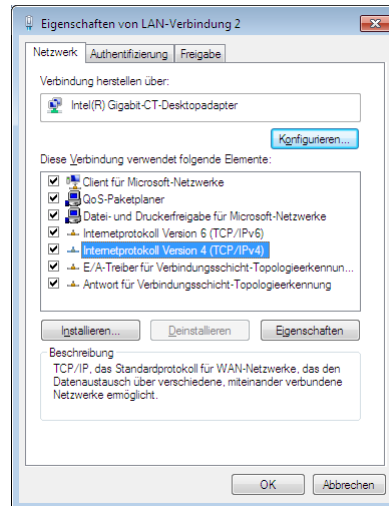 Eigenschaften von LAN-Verbindung 2
Netzwerk Authentifizierung Freigabe
Verbindung herstellen über:
Intel(R) Gigabit-CT-Desktopadapter
Konfigurieren...
Diese Verbindung verwendet folgende Elemente:
Client für Microsoft-Netzwerke
QoS-Paketplaner
Datei- und Druckerfreigabe für Microsoft-Netzwerke
Internetprotokoll Version 6 (TCP/IPv6)
Internetprotokoll Version 4 (TCP/IPv4)
E/A-Treiber für Verbindungsschicht-Topologieerkennun...
Antwort für Verbindungsschicht-Topologieerkennung
Installieren... Deinstallieren Eigenschaften
Beschreibung
TCP/IP, das Standardprotokoll für WAN-Netzwerke, das den
Datenaustausch über verschiedene, miteinander verbundene
Netzwerke ermöglicht.
OK Abbrechen